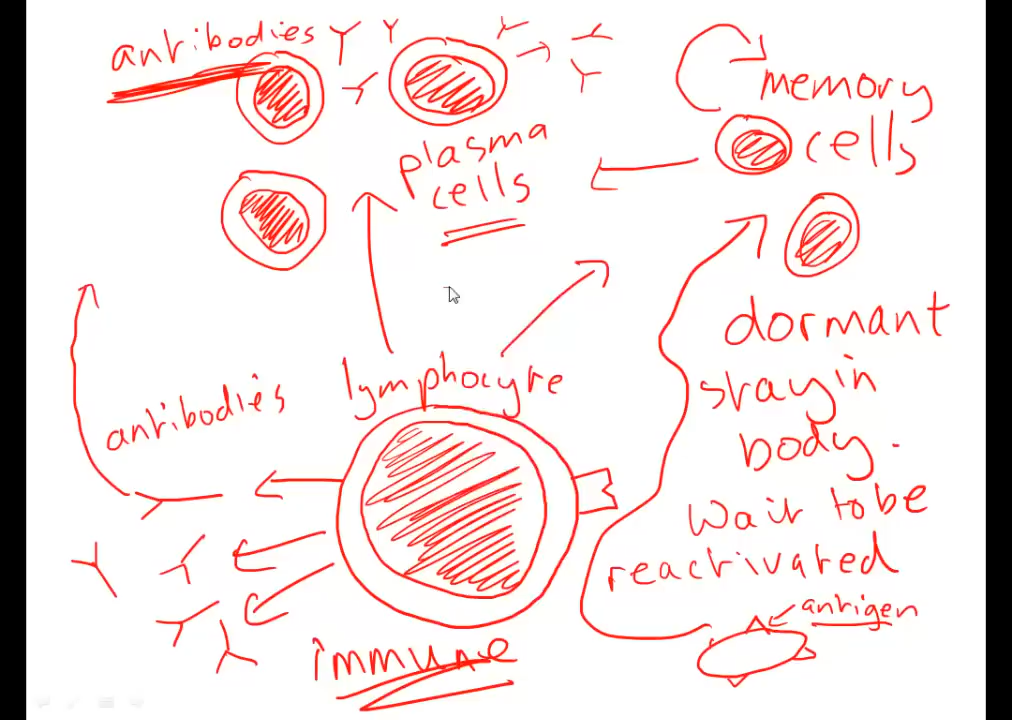 antibodies
plasma
cells
memory
cells
dormant
stay in
body.
Wait to be
reactivated
antigen
lymphocyte
antibodies
immune